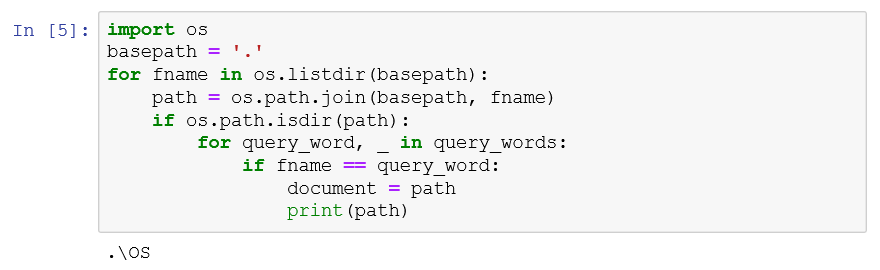 In [5]: import os
basepath = '.'
for fname in os.listdir(basepath):
    path = os.path.join(basepath, fname)
    if os.path.isdir(path):
        for query_word, _ in query_words:
            if fname == query_word:
                document = path
                print(path)
.\OS